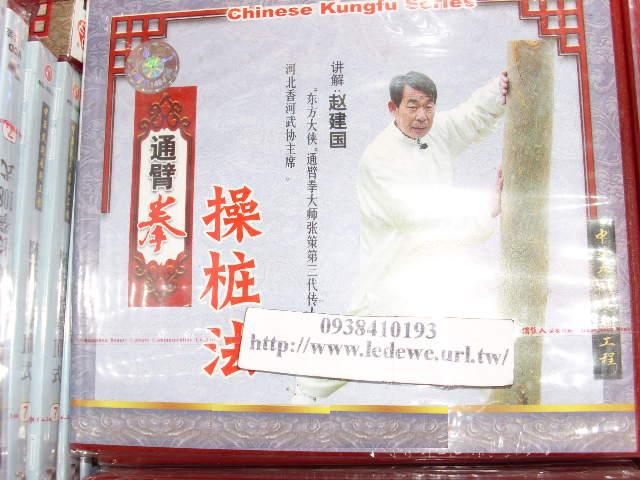 Chinese Kungfu Series
讲解:赵建国
"东方大侠"通臂拳大师张策第三代传人
河北香河武协主席。
通臂拳
操桩法
0938410193
http://www.ledewe.url.tw/
工程